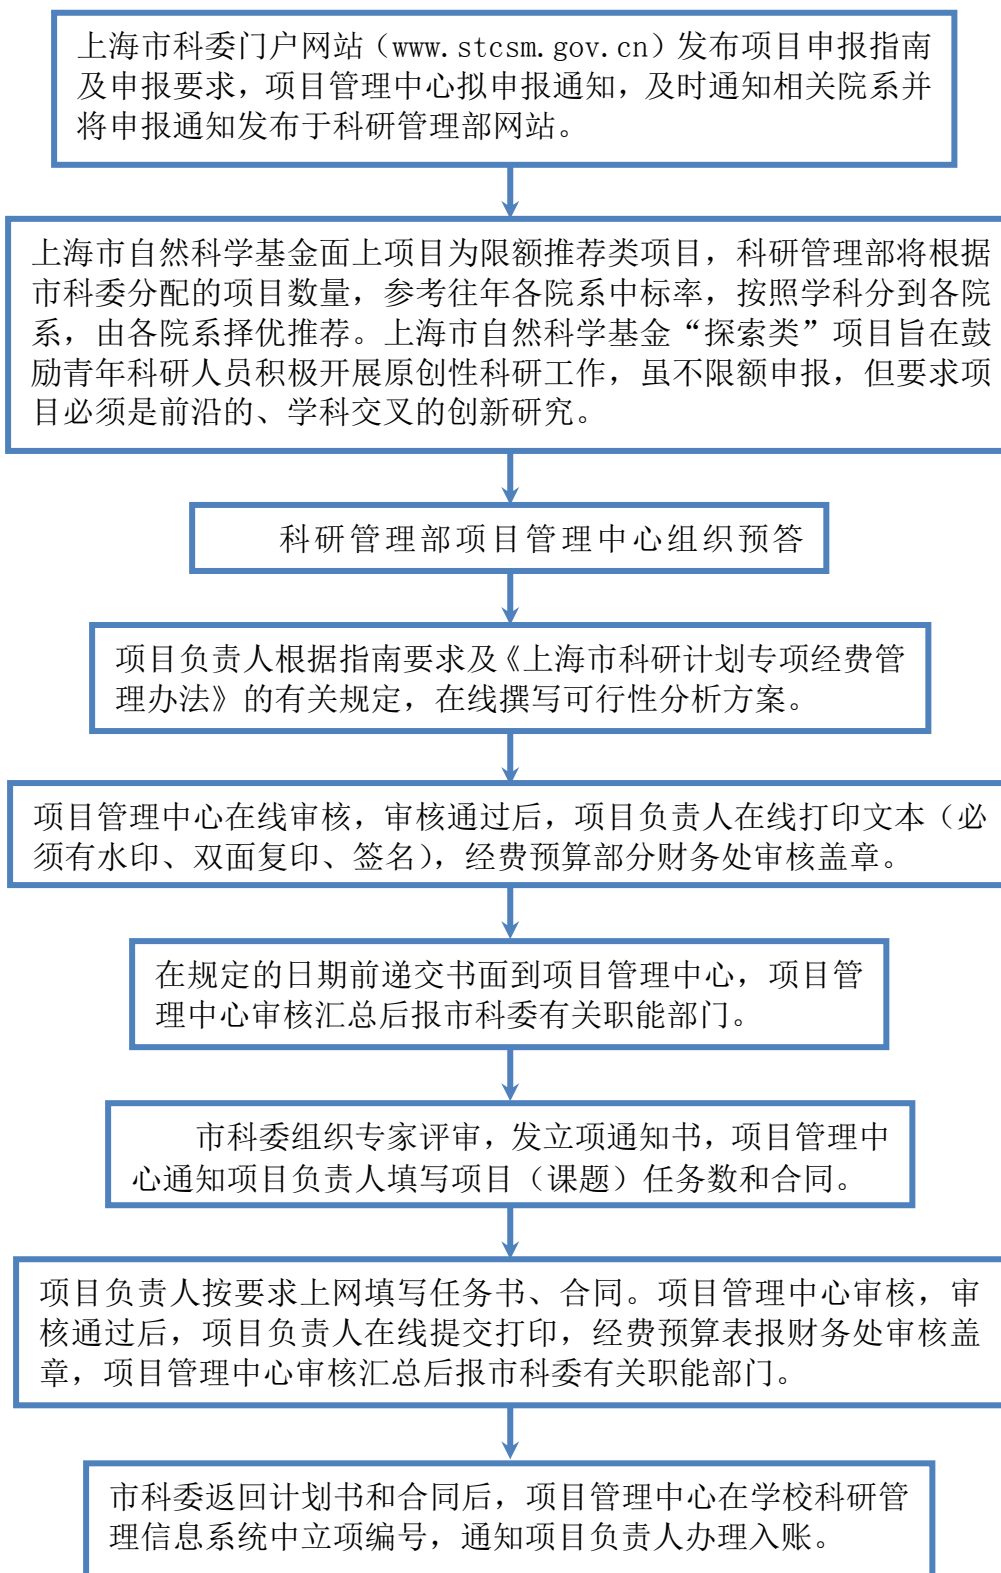 上海市科委门户网站（www.stcsm.gov.cn）发布项目申报指南
及申报要求，项目管理中心拟申报通知，及时通知相关院系并
将申报通知发布于科研管理部网站。
上海市自然科学基金面上项目为限额推荐类项目，科研管理部将根据
市科委分配的项目数量，参考往年各院系中标率，按照学科分到各院
系，由各院系择优推荐。上海市自然科学基金“探索类”项目旨在鼓
励青年科研人员积极开展原创性科研工作，虽不限额申报，但要求项
目必须是前沿的、学科交叉的创新研究。
科研管理部项目管理中心组织预答
项目负责人根据指南要求及《上海市科研计划专项经费管
理办法》的有关规定，在线撰写可行性分析方案。
项目管理中心在线审核，审核通过后，项目负责人在线打印文本（必
须有水印、双面复印、签名），经费预算部分财务处审核盖章。
在规定的日期前递交书面到项目管理中心，项目管
理中心审核汇总后报市科委有关职能部门。
市科委组织专家评审，发立项通知书，项目管理中
心通知项目负责人填写项目（课题）任务数和合同。
项目负责人按要求上网填写任务书、合同。项目管理中心审核，审
核通过后，项目负责人在线提交打印，经费预算表报财务处审核盖
章，项目管理中心审核汇总后报市科委有关职能部门。
市科委返回计划书和合同后，项目管理中心在学校科研管
理信息系统中立项编号，通知项目负责人办理入账。